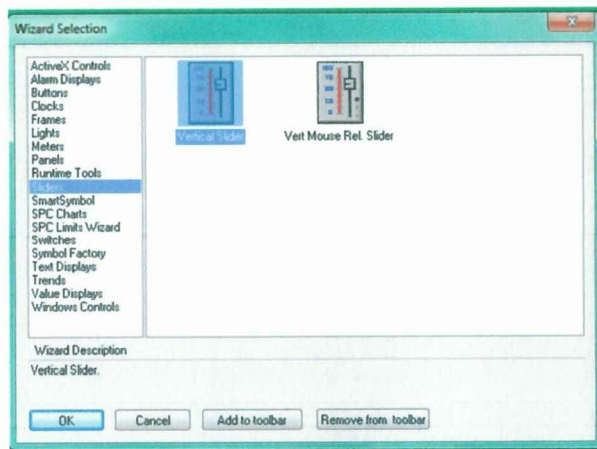 Wizard Selection
ActiveX Controls
Alarm Displays
Buttons
Clocks
Frames
Lights
Meters
Panels
Runtime Tools
Sliders
SmartSymbol
SPC Charts
SPC Limits Wizard
Switches
Symbol Factory
Text Displays
Trends
Value Displays
Windows Controls
Vertical Slider
Vert Mouse Rel. Slider
Wizard Description
Vertical Slider.
OK
Cancel
Add to toolbar
Remove from toolbar